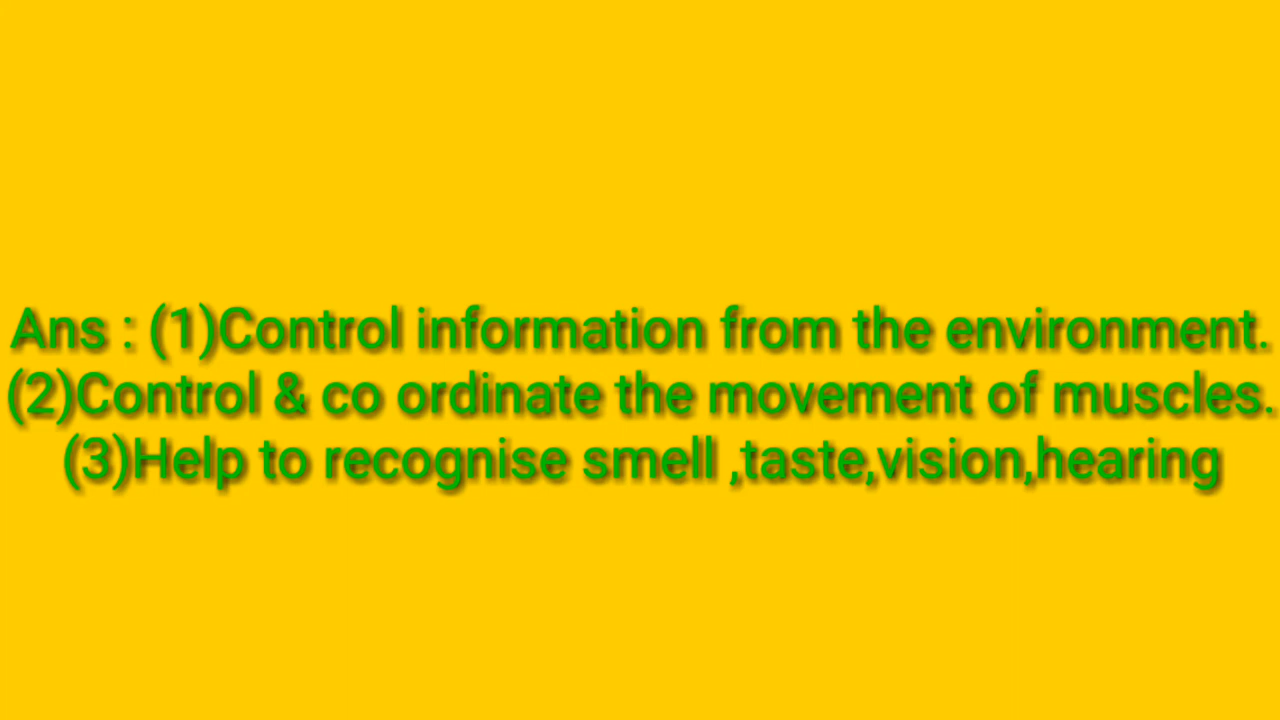 Ans : (1)Control information from the environment.
(2)Control & co ordinate the movement of muscles.
(3)Help to recognise smell ,taste,vision,hearing